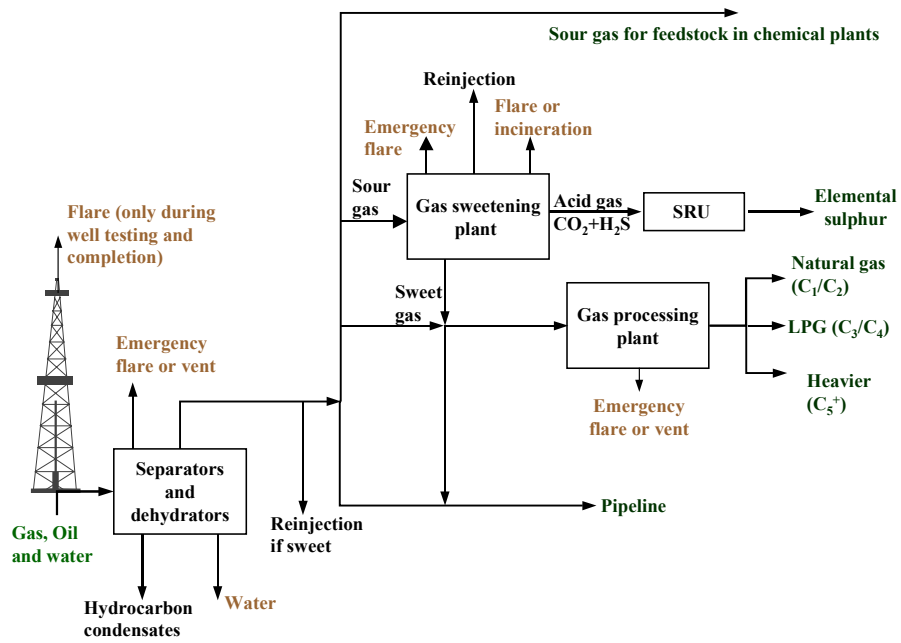 Sour gas for feedstock in chemical plants
Reinjection
Emergency
flare
Flare or
incineration
Sour
gas
Gas sweetening
plant
Acid gas
CO₂+H₂S
SRU
Elemental
sulphur
Flare (only during
well testing and
completion)
Sweet
gas
Gas processing
plant
Natural gas
(C₁/C₂)
LPG (C₃/C₄)
Heavier
(C₅⁺)
Emergency
flare or vent
Emergency
flare or vent
Separators
and
dehydrators
Reinjection
if sweet
Pipeline
Gas, Oil
and water
Hydrocarbon
condensates
Water